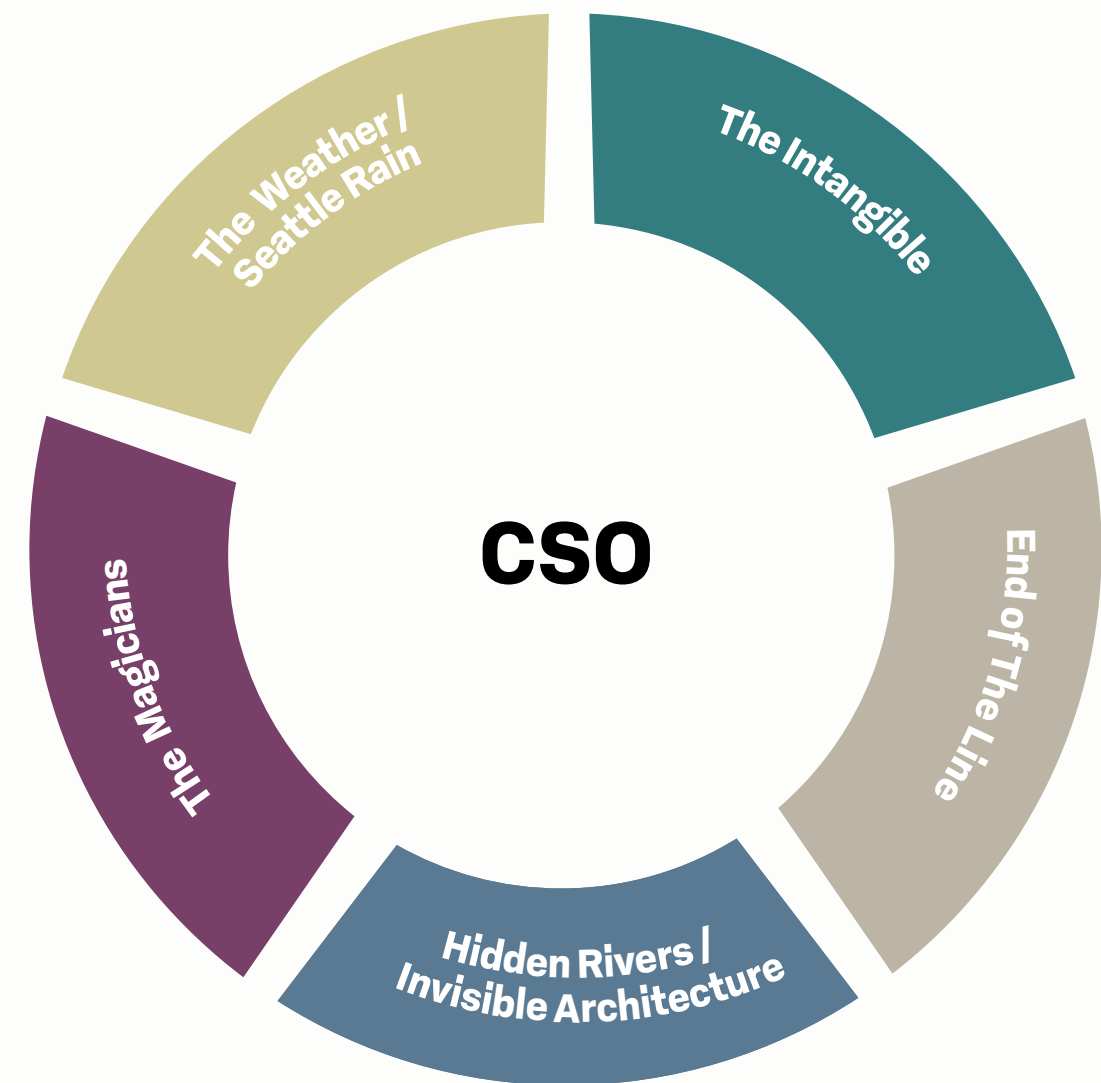 The Weather /
Seattle Rain
The Intangible
CSO
End of The Line
The Magicians
Hidden Rivers /
Invisible Architecture